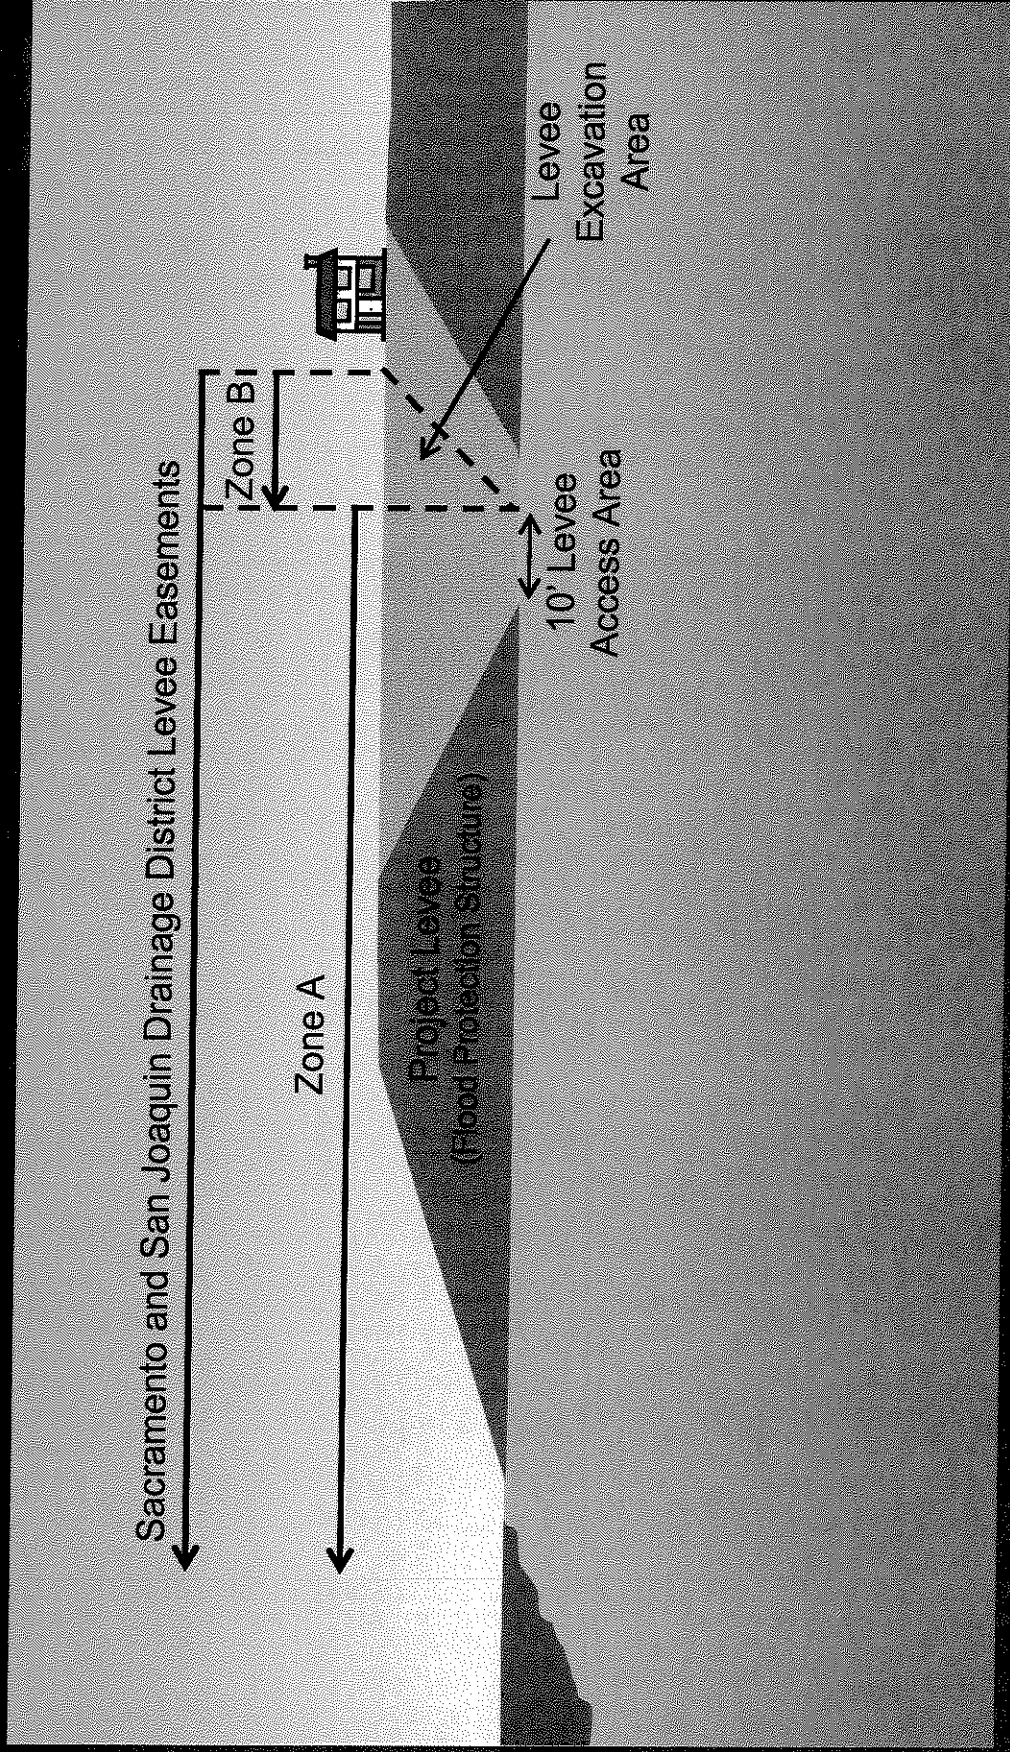 Sacramento and San Joaquin Drainage District Levee Easements
Zone B
Zone A
Project Levee
(Flood Protection Structure)
10' Levee
Access Area
Levee
Excavation
Area